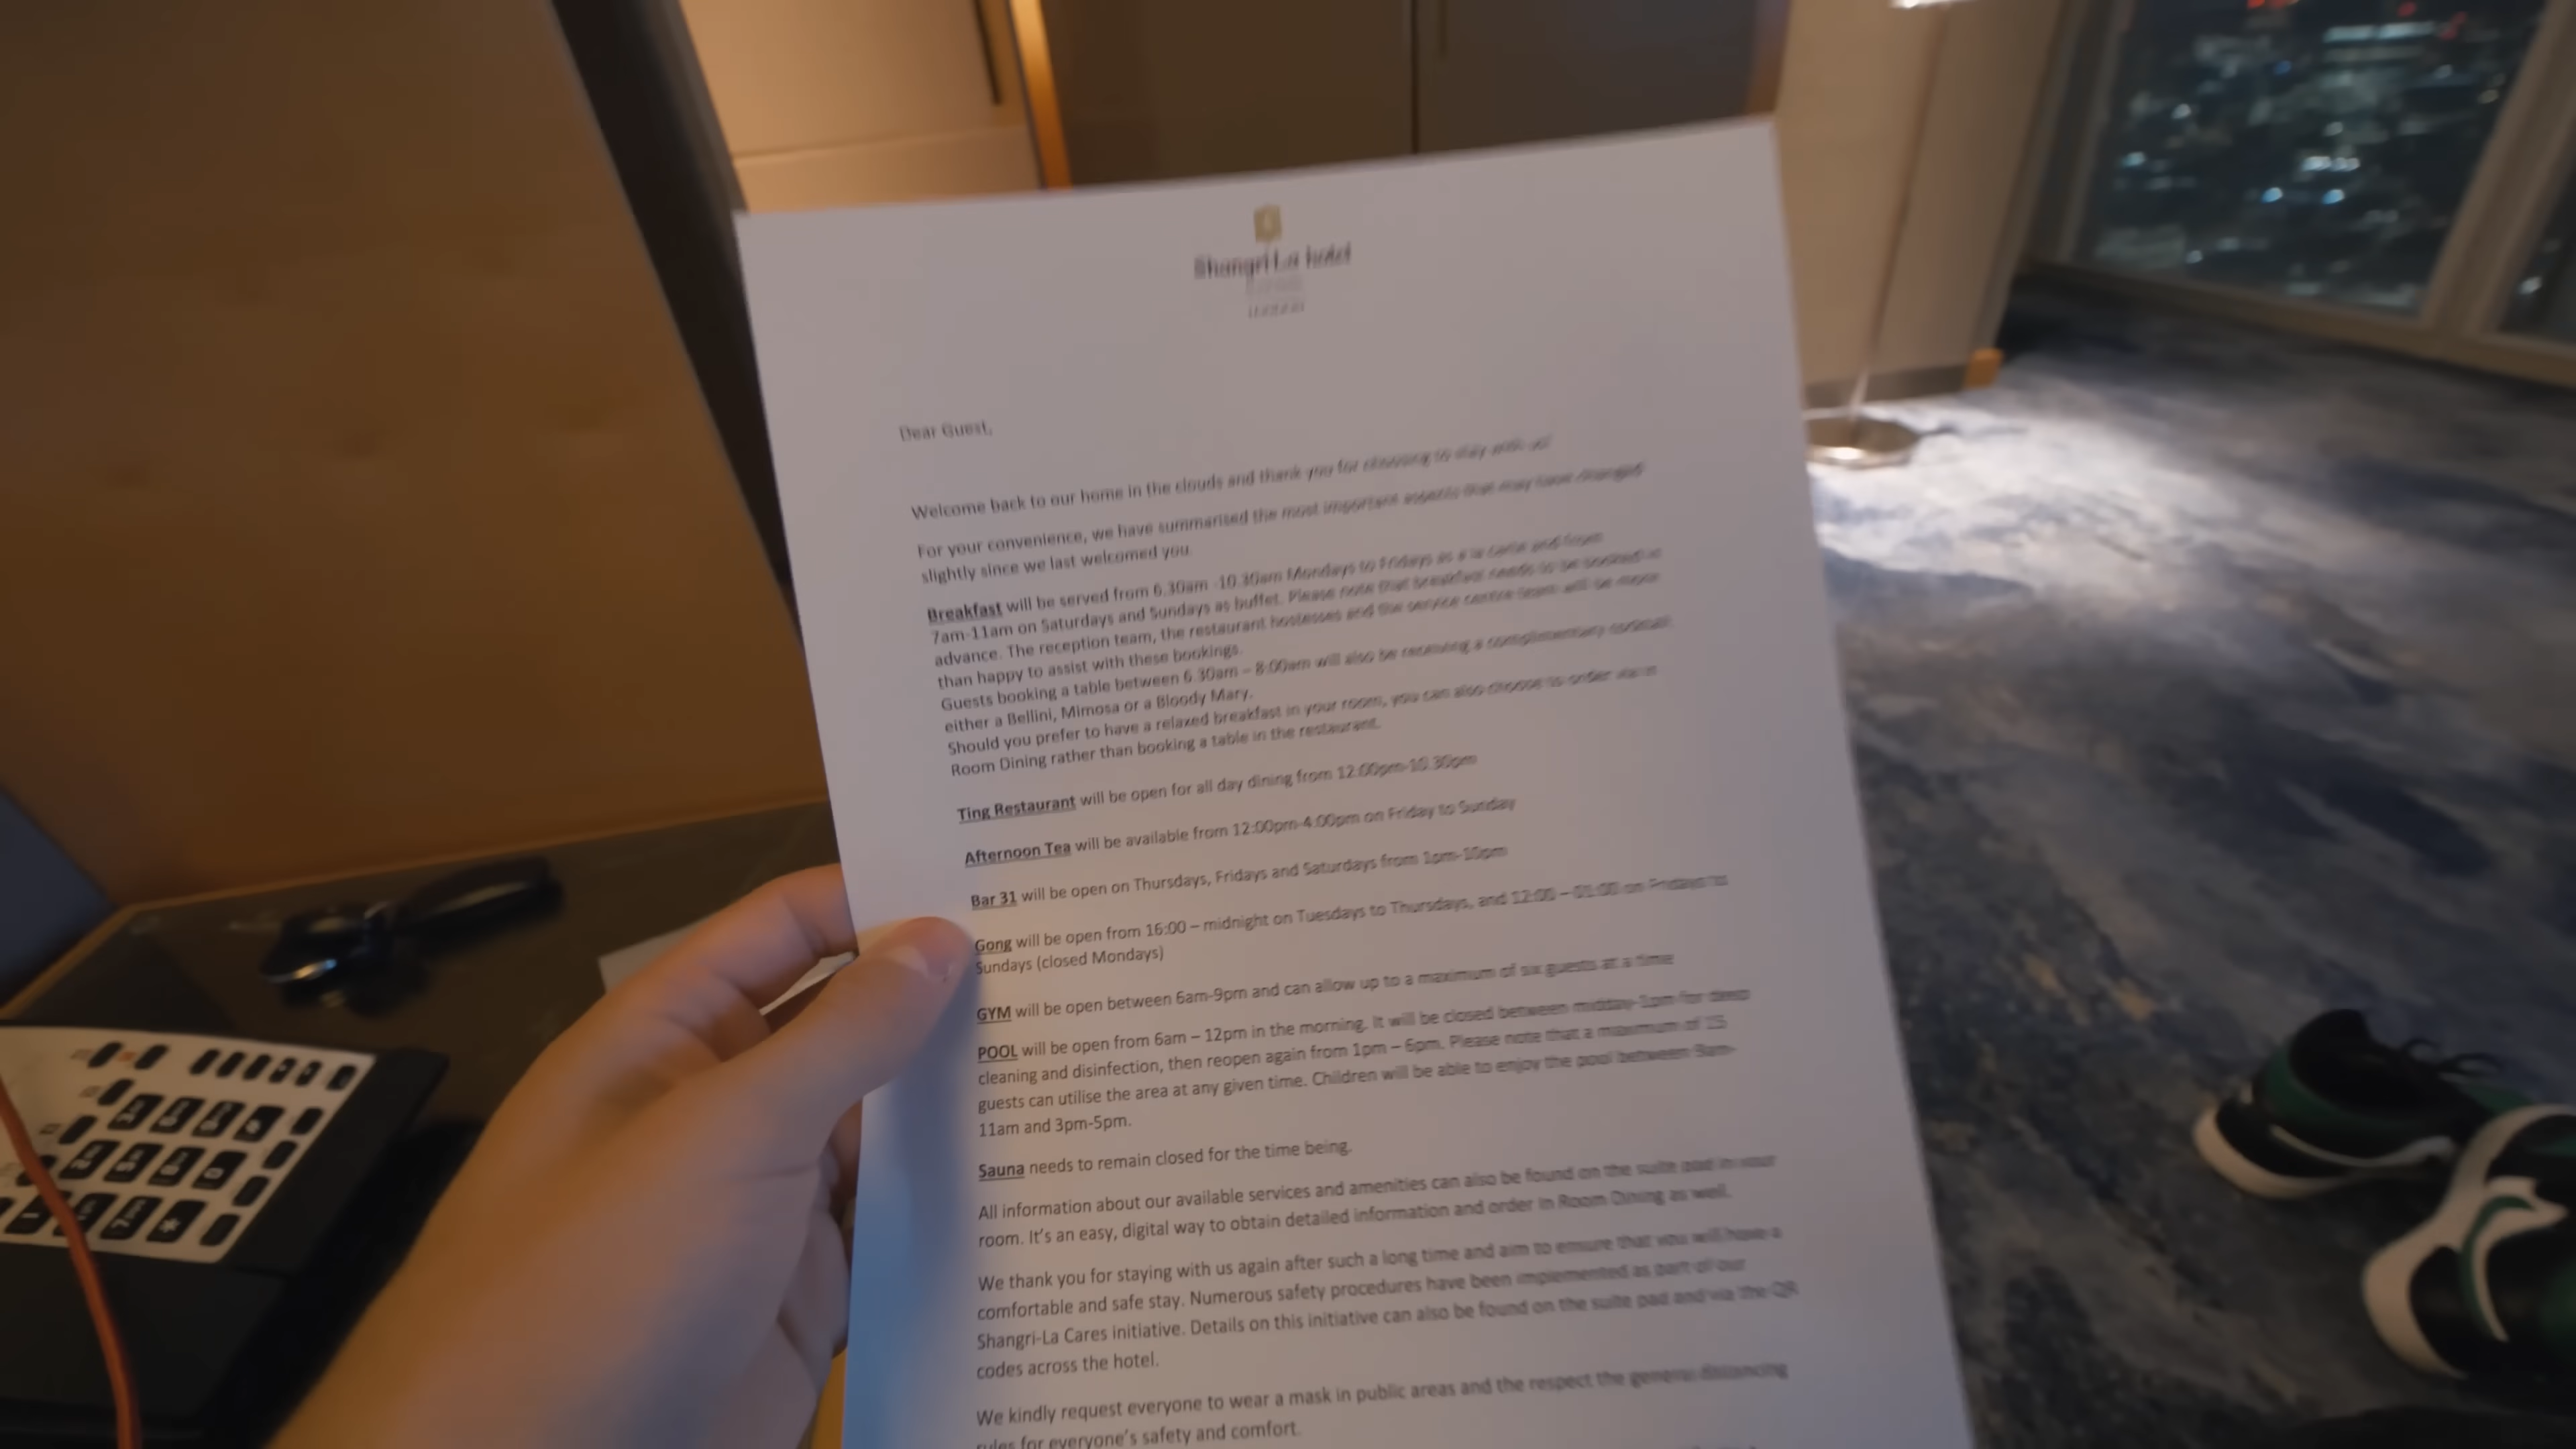 Shangri-La hotel
Dear Guest,
Welcome back to our home in the clouds and thank you for choosing to stay with us!
For your convenience, we have summarised the most important aspects that may have changed
slightly since we last welcomed you.
Breakfast will be served from 6.30am -10.30am Mondays to Fridays as a la carte and from
7am-11am on Saturdays and Sundays as buffet. Please note that breakfast needs to be booked in
advance. The reception team, the restaurant hostesses and the service centre team will be more
than happy to assist with these bookings.
Guests booking a table between 6.30am – 8:00am will also be receiving a complimentary cocktail:
either a Bellini, Mimosa or a Bloody Mary.
Should you prefer to have a relaxed breakfast in your room, you can also choose to order via In
Room Dining rather than booking a table in the restaurant.
Ting Restaurant will be open for all day dining from 12:00pm-10.30pm
Afternoon Tea will be available from 12:00pm-4:00pm on Friday to Sunday
Bar 31 will be open on Thursdays, Fridays and Saturdays from 1pm-10pm
Gong will be open from 16:00 – midnight on Tuesdays to Thursdays, and 12:00 – 01:00 on Fridays to
Sundays (closed Mondays)
GYM will be open between 6am-9pm and can allow up to a maximum of six guests at a time
POOL will be open from 6am – 12pm in the morning. It will be closed between midday-1pm for deep
cleaning and disinfection, then reopen again from 1pm – 6pm. Please note that a maximum of 15
guests can utilise the area at any given time. Children will be able to enjoy the pool between 9am-
11am and 3pm-5pm.
Sauna needs to remain closed for the time being.
All information about our available services and amenities can also be found on the suite pad in your
room. It's an easy, digital way to obtain detailed information and order in Room Dining as well.
We thank you for staying with us again after such a long time and aim to ensure that you will have a
comfortable and safe stay. Numerous safety procedures have been implemented as part of our
Shangri-La Cares initiative. Details on this initiative can also be found on the suite pad and via the QR
codes across the hotel.
We kindly request everyone to wear a mask in public areas and the respect the general distancing
rules for everyone's safety and comfort.